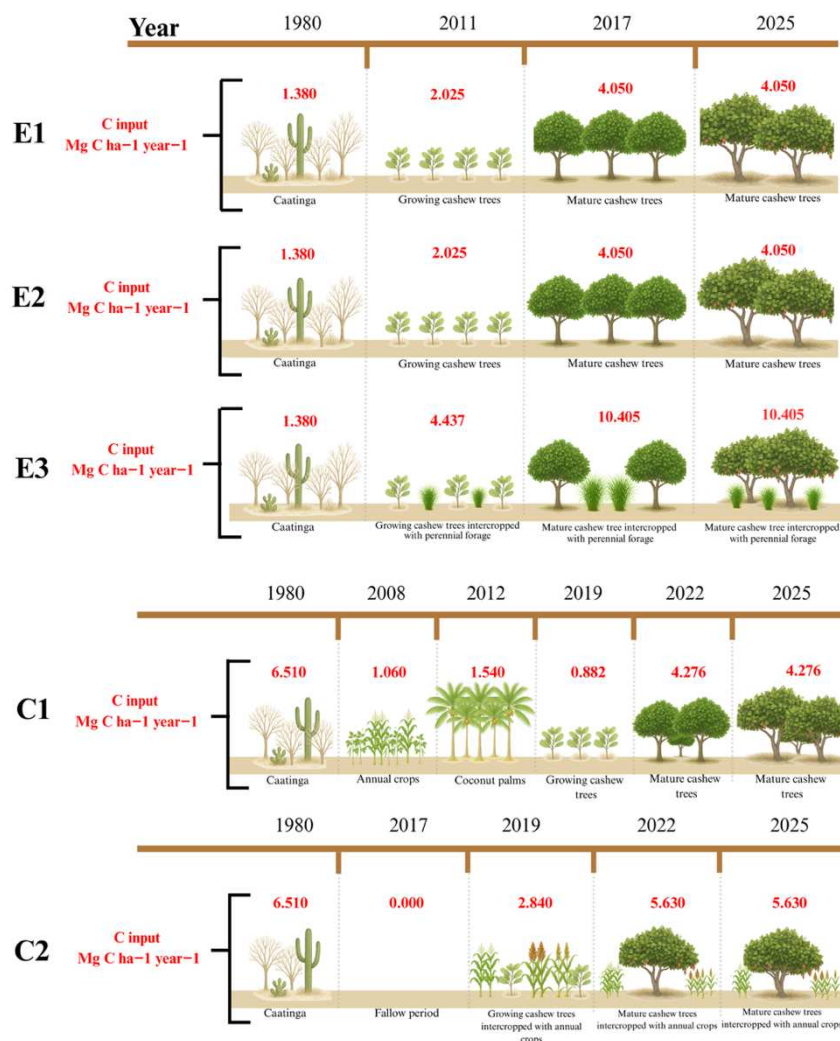 Year 1980 2011 2017 2025
1.380 2.025 4.050 4.050
E1
C input
Mg C ha−1 year−1
Caatinga Growing cashew trees Mature cashew trees Mature cashew trees
1.380 2.025 4.050 4.050
E2
C input
Mg C ha−1 year−1
Caatinga Growing cashew trees Mature cashew trees Mature cashew trees
1.380 4.437 10.405 10.405
E3
C input
Mg C ha−1 year−1
Caatinga
Growing cashew trees intercropped
with perennial forage
Mature cashew tree intercropped
with perennial forage
Mature cashew tree intercropped
with perennial forage
1980 2008 2012 2019 2022 2025
6.510 1.060 1.540 0.882 4.276 4.276
C1
C input
Mg C ha−1 year−1
Caatinga
Annual crops
Coconut palms
Growing cashew
trees
Mature cashew
trees
Mature cashew
trees
1980 2017 2019 2022 2025
6.510 0.000 2.840 5.630 5.630
C2
C input
Mg C ha−1 year−1
Caatinga
Fallow period
Growing cashew trees
intercropped with annual
crops
Mature cashew trees
intercropped with annual crops
Mature cashew trees
intercropped with annual crops